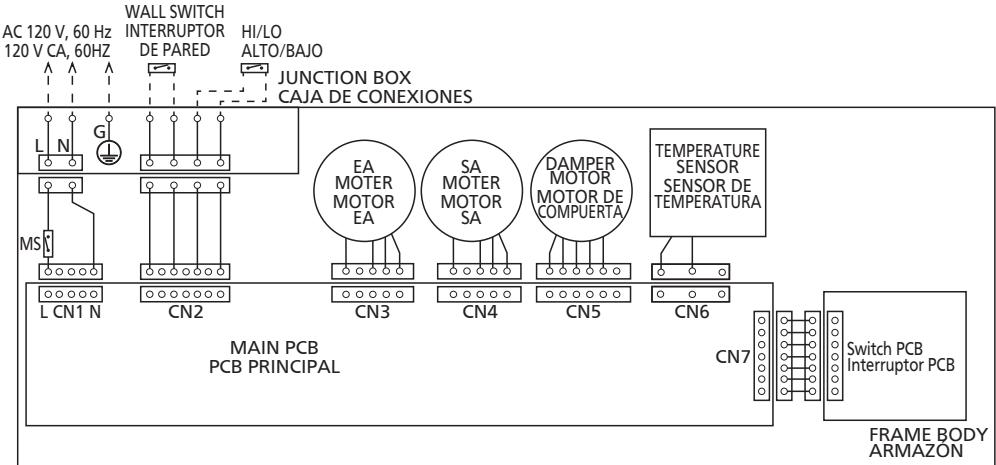 WALL SWITCH
INTERRUPTOR
DE PARED
AC 120 V, 60 Hz
120 V CA, 60HZ
HI/LO
ALTO/BAJO
JUNCTION BOX
CAJA DE CONEXIONES
L
N
G
EA
MOTER
MOTOR
EA
SA
MOTER
MOTOR
SA
DAMPER
MOTOR
MOTOR DE
COMPUERTA
TEMPERATURE
SENSOR
SENSOR DE
TEMPERATURA
MS
L CN1 N
CN2
CN3
CN4
CN5
CN6
MAIN PCB
PCB PRINCIPAL
CN7
Switch PCB
Interruptor PCB
FRAME BODY
ARMAZÓN